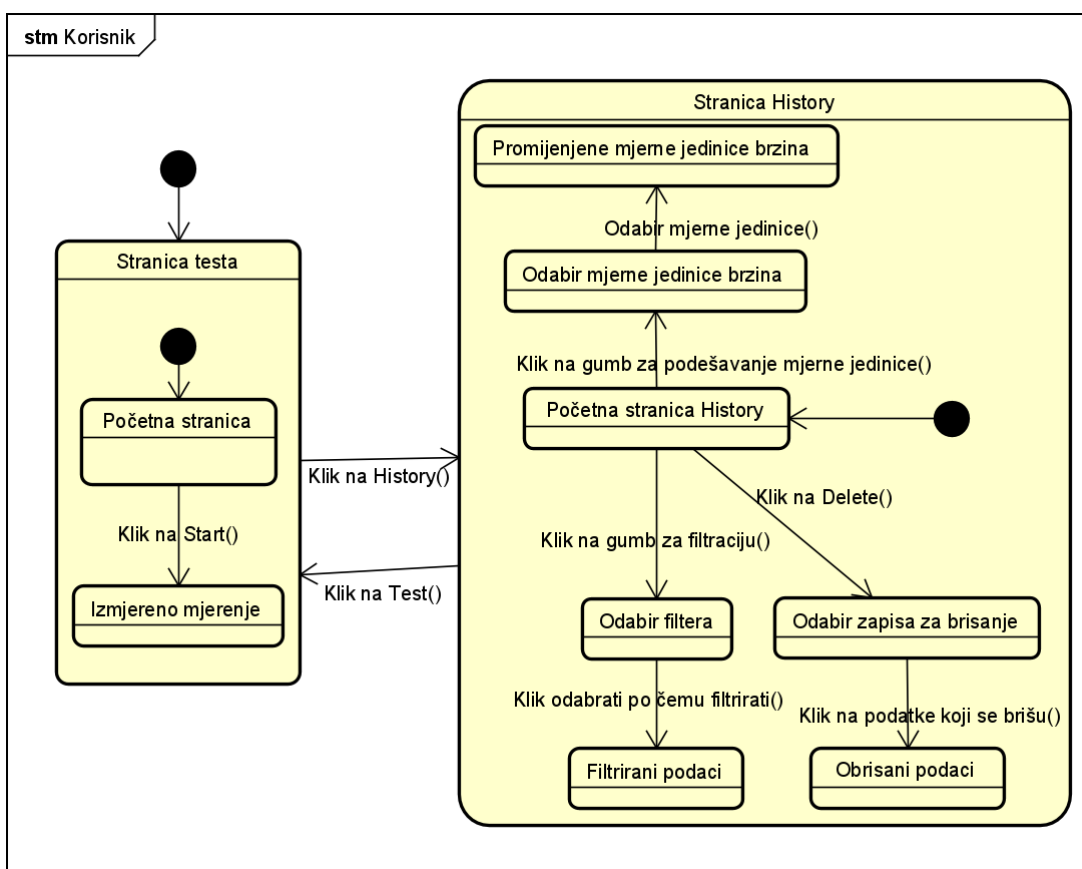 stm Korisnik
Stranica testa
Početna stranica
Klik na Start()
Izmjereno mjerenje
Klik na History()
Klik na Test()
Stranica History
Promijenjene mjerne jedinice brzina
Odabir mjerne jedinice()
Odabir mjerne jedinice brzina
Klik na gumb za podešavanje mjerne jedinice()
Početna stranica History
Klik na Delete()
Klik na gumb za filtraciju()
Odabir filtera
Odabir zapisa za brisanje
Klik odabrati po čemu filtrirati()
Klik na podatke koji se brišu()
Filtrirani podaci
Obrisani podaci